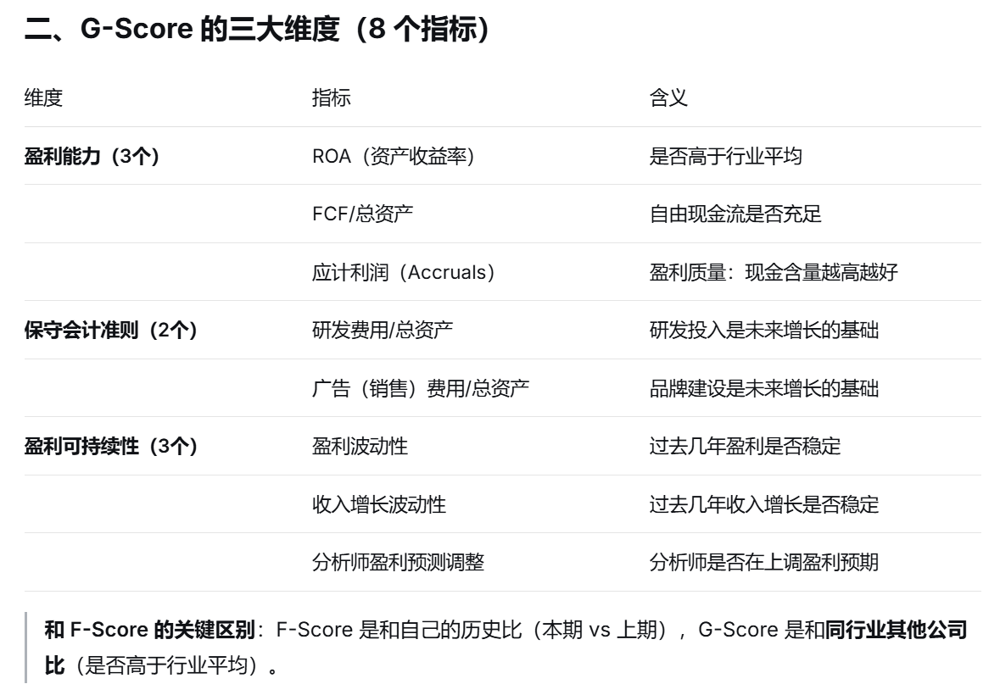 二、G-Score 的三大维度（8 个指标）
维度 指标 含义
盈利能力（3个） ROA（资产收益率） 是否高于行业平均
FCF/总资产 自由现金流是否充足
应计利润（Accruals） 盈利质量：现金含量越高越好
保守会计准则（2个） 研发费用/总资产 研发投入是未来增长的基础
广告（销售）费用/总资产 品牌建设是未来增长的基础
盈利可持续性（3个） 盈利波动性 过去几年盈利是否稳定
收入增长波动性 过去几年收入增长是否稳定
分析师盈利预测调整 分析师是否在上调盈利预期
和 F-Score 的关键区别：F-Score 是和自己的历史比（本期 vs 上期），G-Score 是和同行业其他公司
比（是否高于行业平均）。